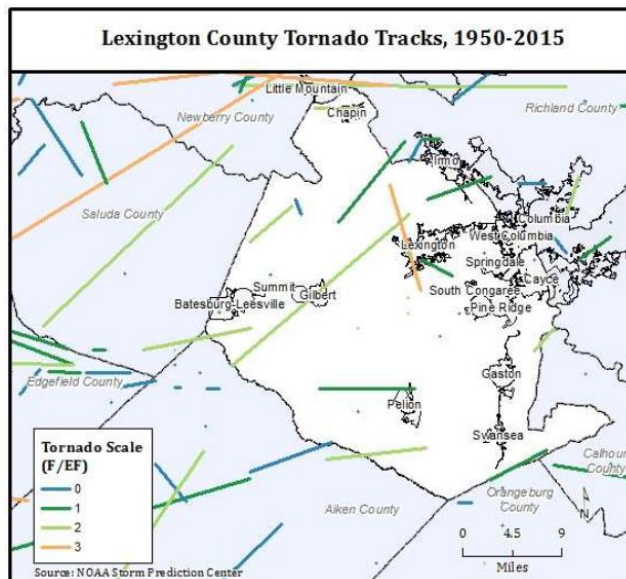 Lexington County Tornado Tracks, 1950-2015
Little Mountain
Newberry County
Chapin
Richland County
Irmo
Saluda County
Columbia
Lexington
West Columbia
Springdale
Summit
Gilbert
Cayce
Batesburg-Leesville
South Congaree
Pine Ridge
Edgefield County
Gaston
Pelion
Swansea
Calhoun
County
Orangeburg
County
Aiken County
N
Tornado Scale
(F/EF)
0
1
2
3
0 4.5 9
Miles
Source: NOAA Storm Prediction Center